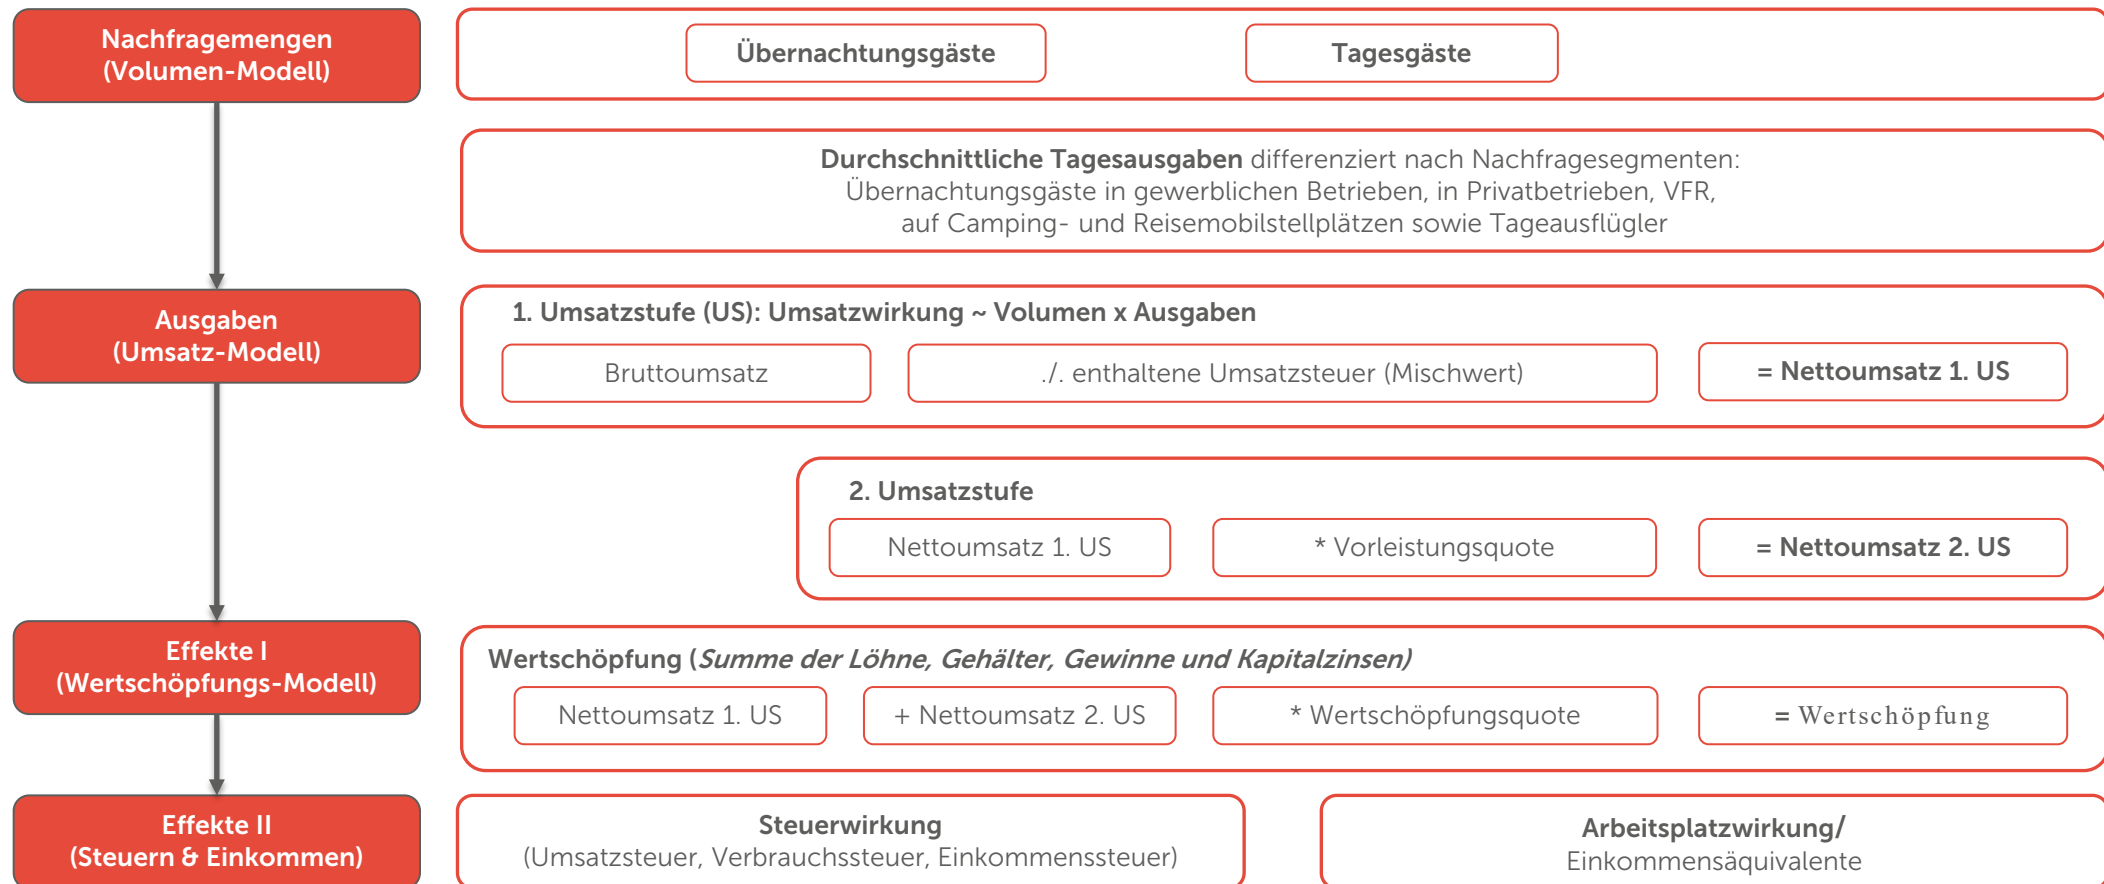 Nachfragemengen
(Volumen-Modell)
Übernachtungsgäste
Tagesgäste
Durchschnittliche Tagesausgaben differenziert nach Nachfragesegmenten:
Übernachtungsgäste in gewerblichen Betrieben, in Privatbetrieben, VFR,
auf Camping- und Reisemobilstellplätzen sowie Tageausflügler
Ausgaben
(Umsatz-Modell)
1. Umsatzstufe (US): Umsatzwirkung ~ Volumen x Ausgaben
Bruttoumsatz
./. enthaltene Umsatzsteuer (Mischwert)
= Nettoumsatz 1. US
2. Umsatzstufe
Nettoumsatz 1. US
* Vorleistungsquote
= Nettoumsatz 2. US
Effekte I
(Wertschöpfungs-Modell)
Wertschöpfung (Summe der Löhne, Gehälter, Gewinne und Kapitalzinsen)
Nettoumsatz 1. US
+ Nettoumsatz 2. US
* Wertschöpfungsquote
= Wertschöpfung
Effekte II
(Steuern & Einkommen)
Steuerwirkung
(Umsatzsteuer, Verbrauchssteuer, Einkommenssteuer)
Arbeitsplatzwirkung/
Einkommensäquivalente